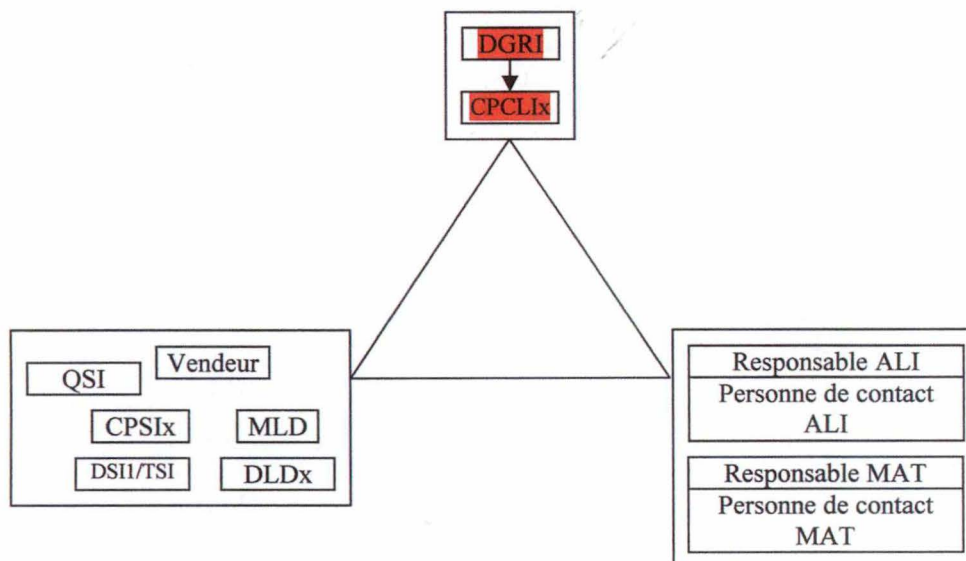 DGRI
CPCLIx
Vendeur
QSI
CPSIx
MLD
DSI1/TSI
DLDx
Responsable ALI
Personne de contact
ALI
Responsable MAT
Personne de contact
MAT